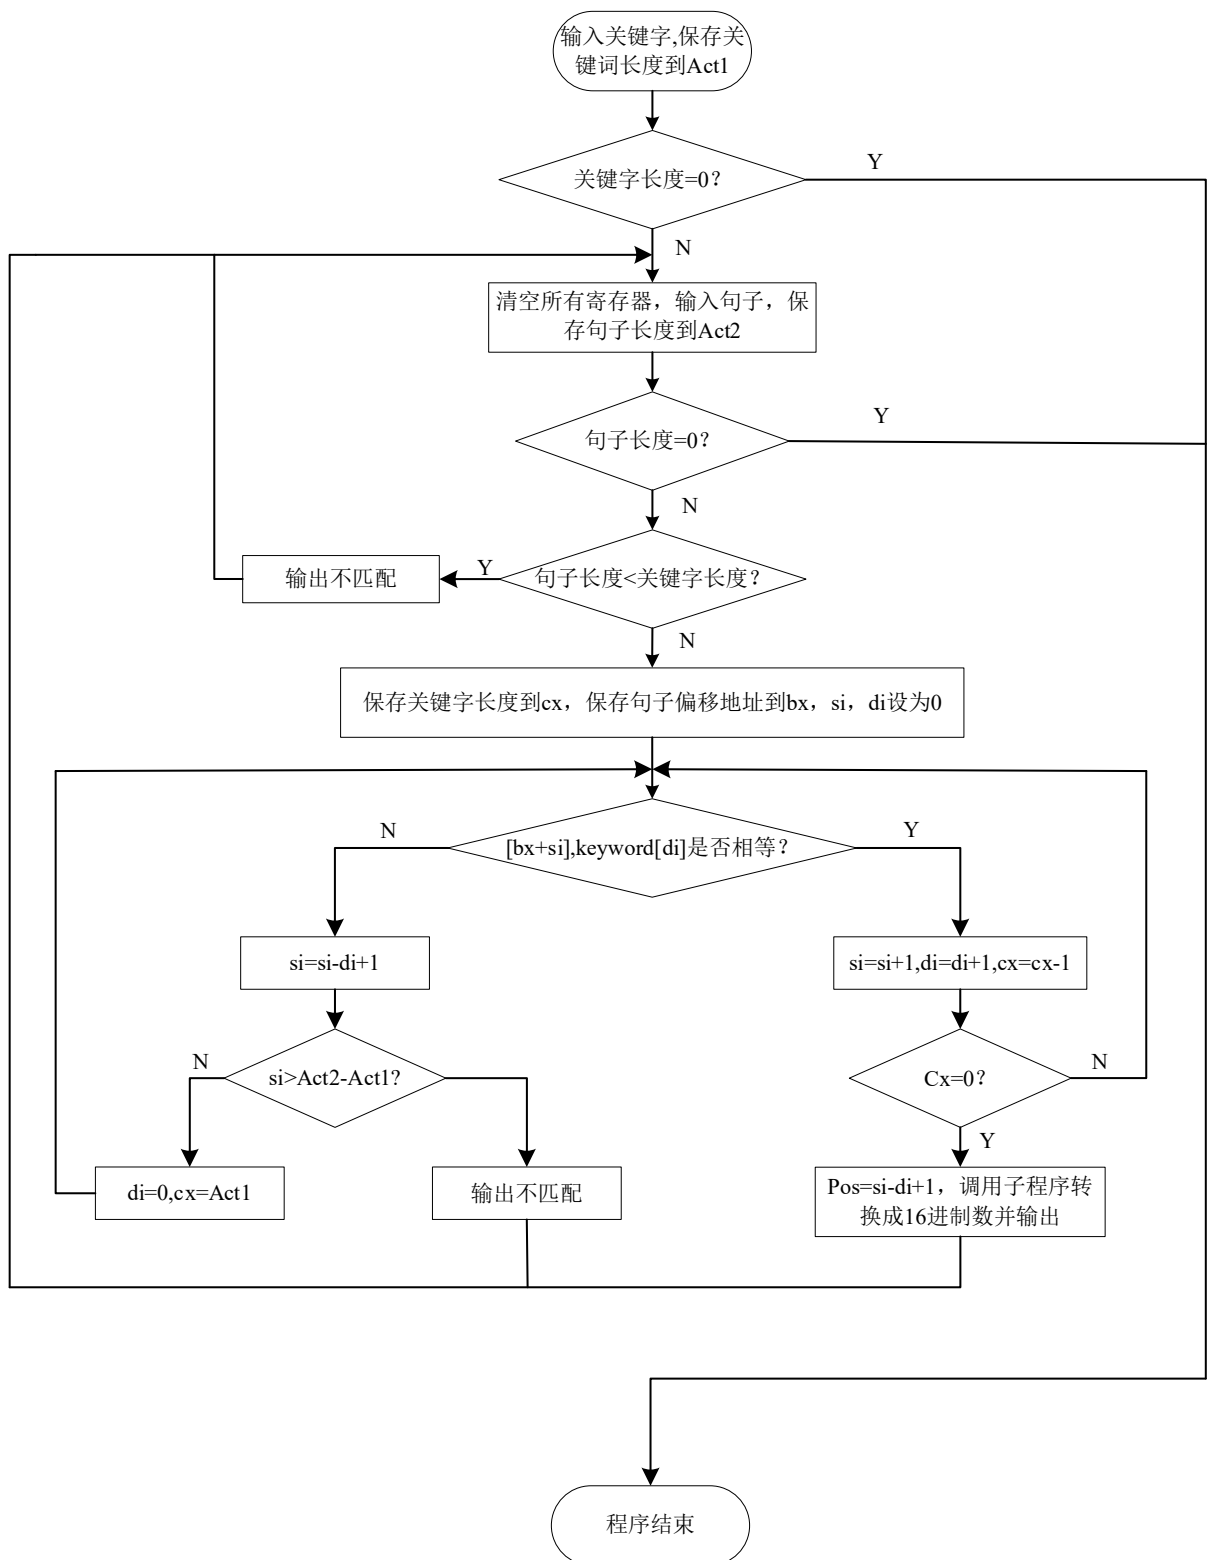 输入关键字,保存关
键词长度到Act1
关键字长度=0？
Y
N
清空所有寄存器，输入句子，保
存句子长度到Act2
句子长度=0？
Y
N
句子长度<关键字长度？
Y
输出不匹配
N
保存关键字长度到cx，保存句子偏移地址到bx，si，di设为0
[bx+si],keyword[di]是否相等？
N
Y
si=si-di+1
si=si+1,di=di+1,cx=cx-1
si>Act2-Act1?
N
Cx=0？
N
Y
di=0,cx=Act1
输出不匹配
Pos=si-di+1，调用子程序转
换成16进制数并输出
程序结束